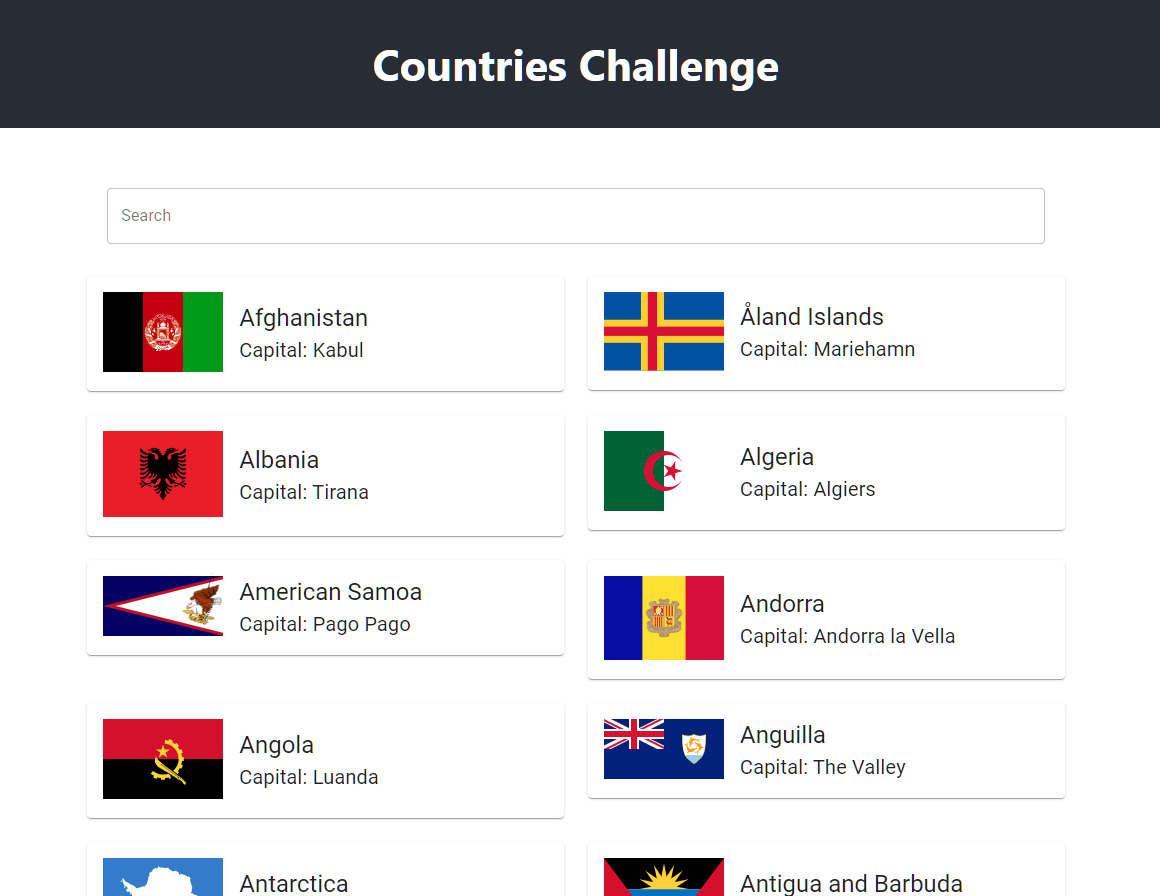 Countries Challenge
Search
Afghanistan
Capital: Kabul
Åland Islands
Capital: Mariehamn
Albania
Capital: Tirana
Algeria
Capital: Algiers
American Samoa
Capital: Pago Pago
Andorra
Capital: Andorra la Vella
Angola
Capital: Luanda
Anguilla
Capital: The Valley
Antarctica
Antigua and Barbuda